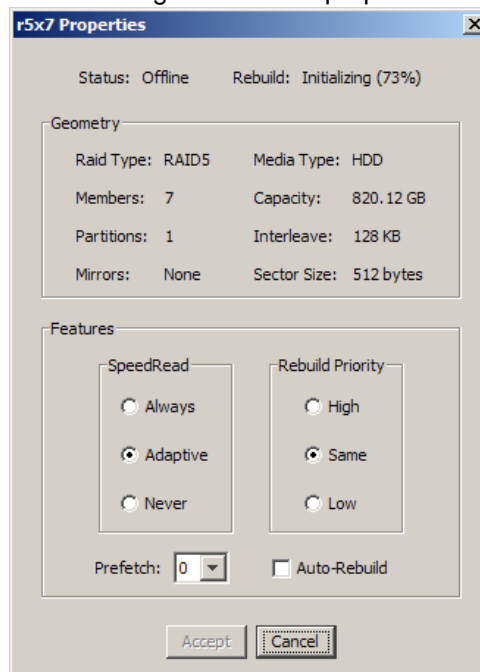 r5x7 Properties
Status: Offline Rebuild: Initializing (73%)
Geometry
Raid Type: RAID5 Media Type: HDD
Members: 7 Capacity: 820.12 GB
Partitions: 1 Interleave: 128 KB
Mirrors: None Sector Size: 512 bytes
Features
SpeedRead Rebuild Priority
Always High
Adaptive Same
Never Low
Prefetch: 0 Auto-Rebuild
Accept Cancel